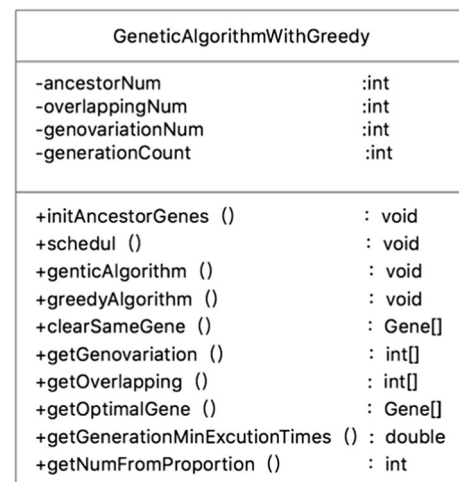 GeneticAlgorithmWithGreedy
-ancestorNum :int
-overlappingNum :int
-genovariationNum :int
-generationCount :int
+initAncestorGenes () : void
+schedul () : void
+genticAlgorithm () : void
+greedyAlgorithm () : void
+clearSameGene () : Gene[]
+getGenovariation () : int[]
+getOverlapping () : int[]
+getOptimalGene () : Gene[]
+getGenerationMinExcutionTimes () : double
+getNumFromProportion () : int